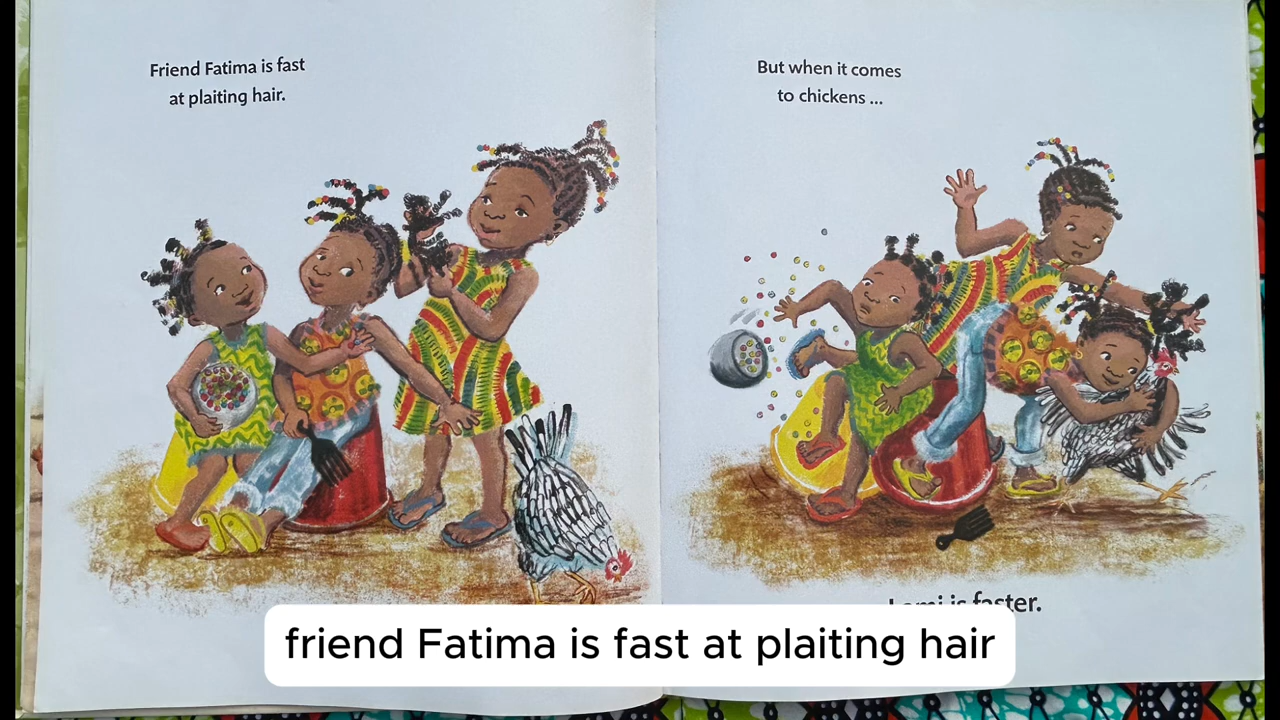 Friend Fatima is fast
at plaiting hair.
But when it comes
to chickens ...
is faster.
friend Fatima is fast at plaiting hair